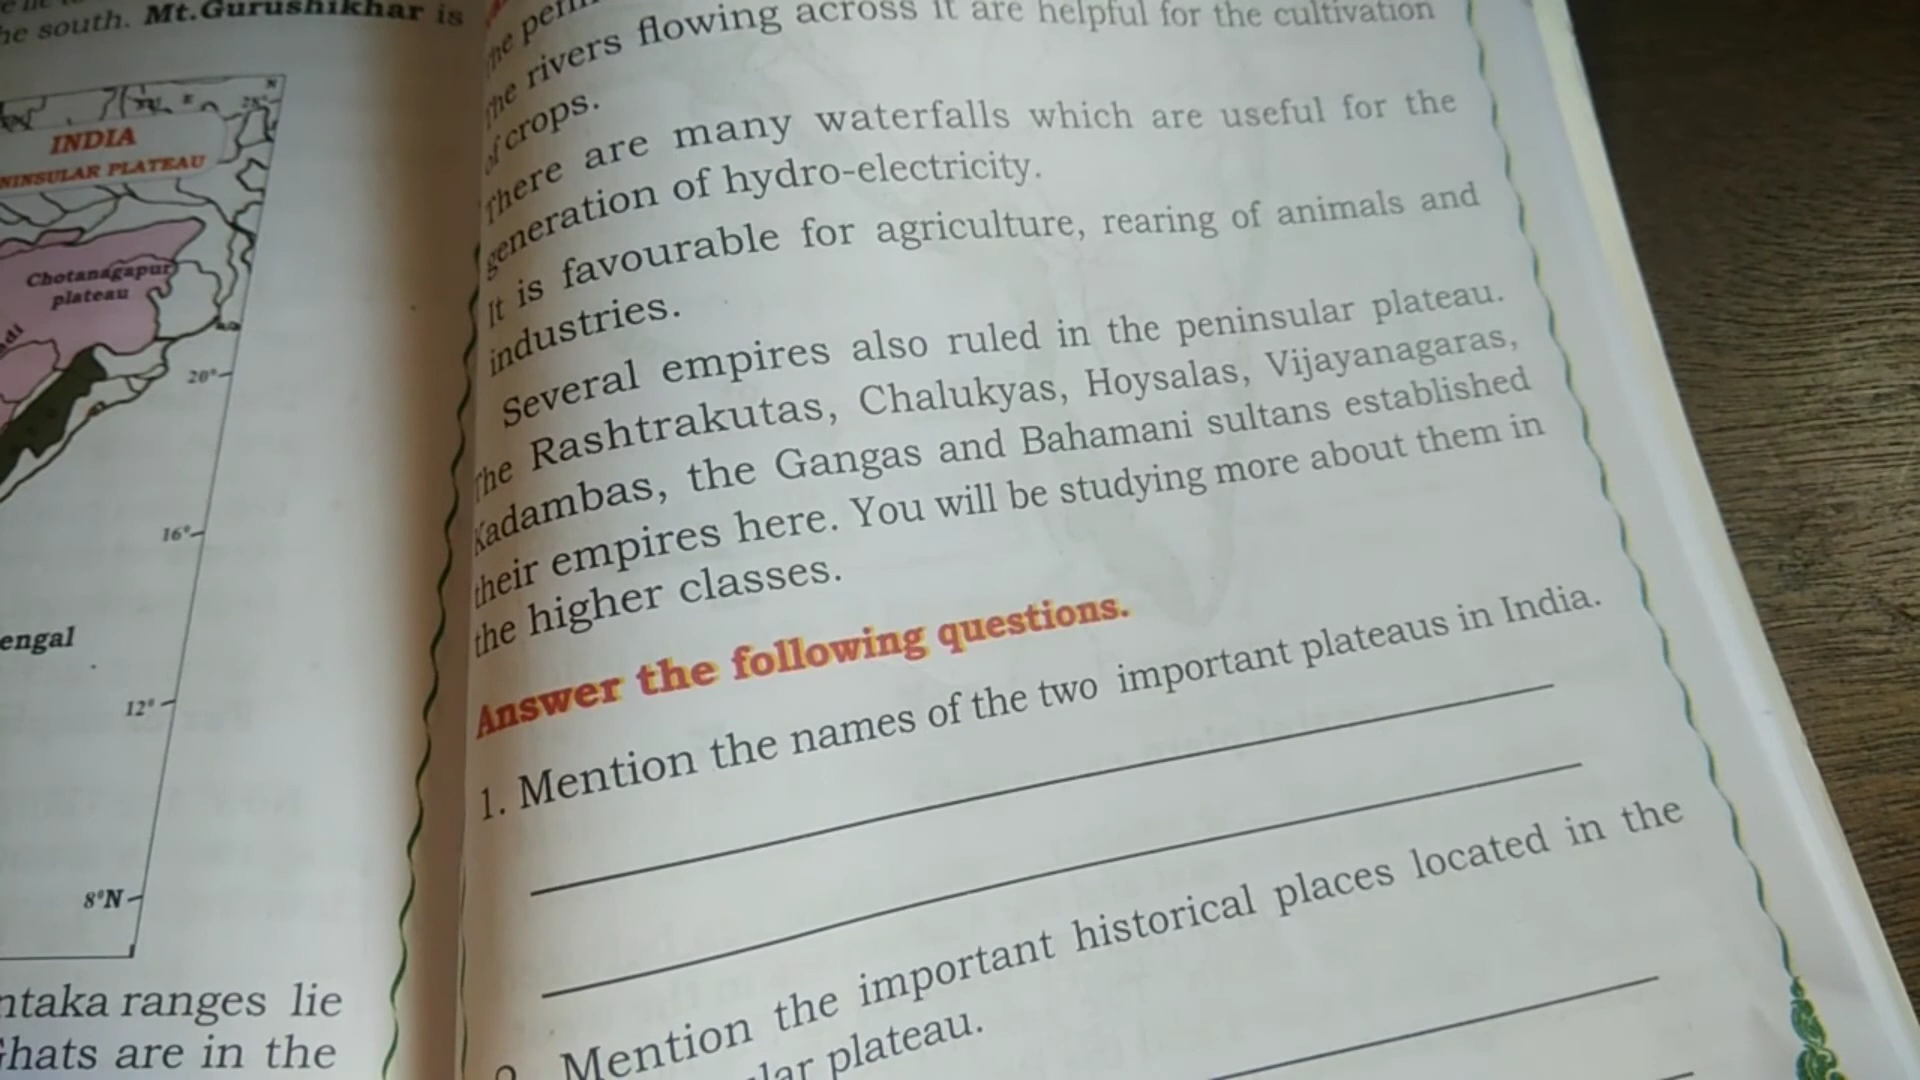 he south. Mt.Gurushikhar is
INDIA
NINSULAR PLATEAU
Chotanagapur
plateau
28°
20°
16°
engal
12°
8°N
ntaka ranges lie
hats are in the
the rivers flowing across it are helpful for the cultivation
of crops.
There are many waterfalls which are useful for the
generation of hydro-electricity.
It is favourable for agriculture, rearing of animals and
industries.
Several empires also ruled in the peninsular plateau.
The Rashtrakutas, Chalukyas, Hoysalas, Vijayanagaras,
Kadambas, the Gangas and Bahamani sultans established
their empires here. You will be studying more about them in
the higher classes.
Answer the following questions.
1. Mention the names of the two important plateaus in India.
Mention the important historical places located in the
lar plateau.